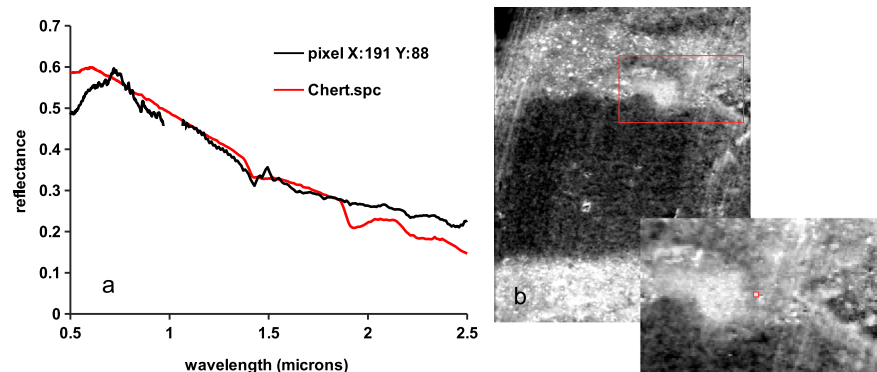 0.7
0.6
0.5
0.4
0.3
0.2
0.1
0
0.5 1 1.5 2 2.5
reflectance
wavelength (microns)
pixel X:191 Y:88
Chert.spc
a
b